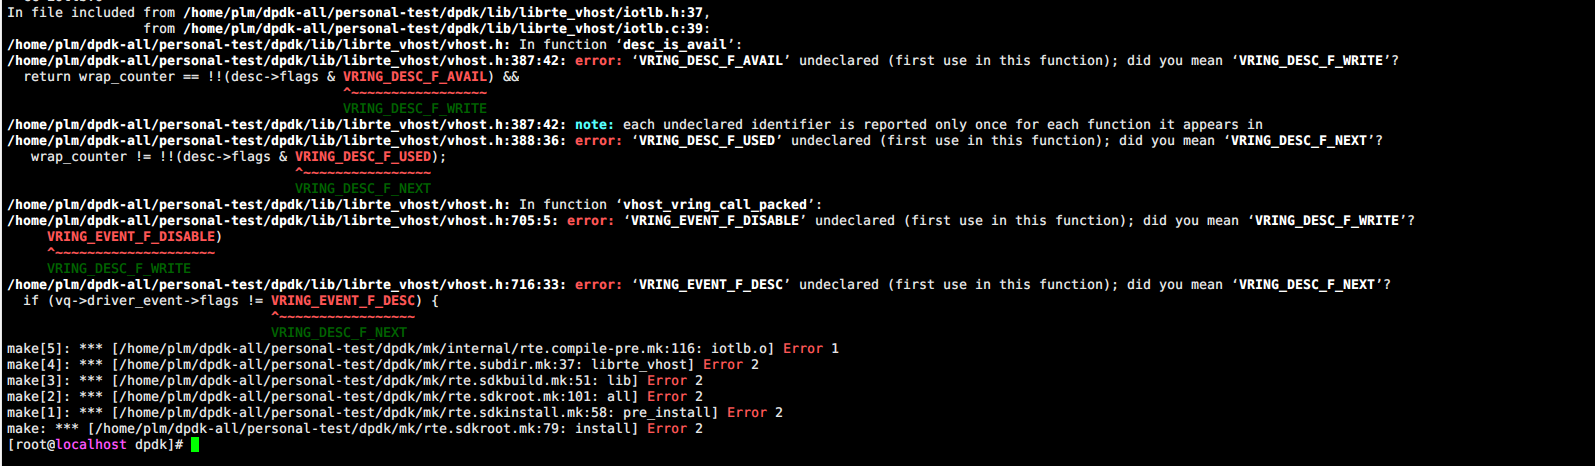 In file included from /home/plm/dpdk-all/personal-test/dpdk/lib/librte_vhost/iotlb.h:37,
                 from /home/plm/dpdk-all/personal-test/dpdk/lib/librte_vhost/iotlb.c:39:
/home/plm/dpdk-all/personal-test/dpdk/lib/librte_vhost/vhost.h: In function ‘desc_is_avail’:
/home/plm/dpdk-all/personal-test/dpdk/lib/librte_vhost/vhost.h:387:42: error: ‘VRING_DESC_F_AVAIL’ undeclared (first use in this function); did you mean ‘VRING_DESC_F_WRITE’?
  return wrap_counter == !!(desc->flags & VRING_DESC_F_AVAIL) &&
                                          ^~~~~~~~~~~~~~~~~~
                                          VRING_DESC_F_WRITE
/home/plm/dpdk-all/personal-test/dpdk/lib/librte_vhost/vhost.h:387:42: note: each undeclared identifier is reported only once for each function it appears in
/home/plm/dpdk-all/personal-test/dpdk/lib/librte_vhost/vhost.h:388:36: error: ‘VRING_DESC_F_USED’ undeclared (first use in this function); did you mean ‘VRING_DESC_F_NEXT’?
   wrap_counter != !!(desc->flags & VRING_DESC_F_USED);
                                    ^~~~~~~~~~~~~~~~~
                                    VRING_DESC_F_NEXT
/home/plm/dpdk-all/personal-test/dpdk/lib/librte_vhost/vhost.h: In function ‘vhost_vring_call_packed’:
/home/plm/dpdk-all/personal-test/dpdk/lib/librte_vhost/vhost.h:705:5: error: ‘VRING_EVENT_F_DISABLE’ undeclared (first use in this function); did you mean ‘VRING_DESC_F_WRITE’?
     VRING_EVENT_F_DISABLE)
     ^~~~~~~~~~~~~~~~~~~~~
     VRING_DESC_F_WRITE
/home/plm/dpdk-all/personal-test/dpdk/lib/librte_vhost/vhost.h:716:33: error: ‘VRING_EVENT_F_DESC’ undeclared (first use in this function); did you mean ‘VRING_DESC_F_NEXT’?
  if (vq->driver_event->flags != VRING_EVENT_F_DESC) {
                                 ^~~~~~~~~~~~~~~~~~
                                 VRING_DESC_F_NEXT
make[5]: *** [/home/plm/dpdk-all/personal-test/dpdk/mk/internal/rte.compile-pre.mk:116: iotlb.o] Error 1
make[4]: *** [/home/plm/dpdk-all/personal-test/dpdk/mk/rte.subdir.mk:37: librte_vhost] Error 2
make[3]: *** [/home/plm/dpdk-all/personal-test/dpdk/mk/rte.sdkbuild.mk:51: lib] Error 2
make[2]: *** [/home/plm/dpdk-all/personal-test/dpdk/mk/rte.sdkroot.mk:101: all] Error 2
make[1]: *** [/home/plm/dpdk-all/personal-test/dpdk/mk/rte.sdkinstall.mk:58: pre_install] Error 2
make: *** [/home/plm/dpdk-all/personal-test/dpdk/mk/rte.sdkroot.mk:79: install] Error 2
[root@localhost dpdk]#